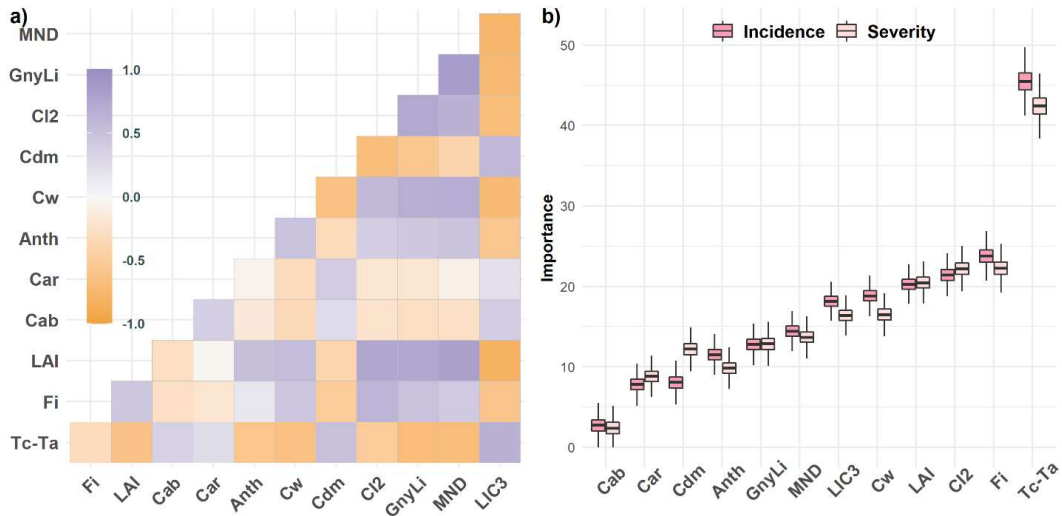 a)
MND
GnyLi
Cl2
Cdm
Cw
Anth
Car
Cab
LAI
Fi
Tc-Ta
1.0
0.5
0.0
-0.5
-1.0
Fi LAI Cab Car Anth Cw Cdm Cl2 GnyLi MND LIC3
b)
Incidence Severity
Importance
50
40
30
20
10
0
Cab Car Cdm Anth GnyLi MND LIC3 Cw LAI Cl2 Fi Tc-Ta